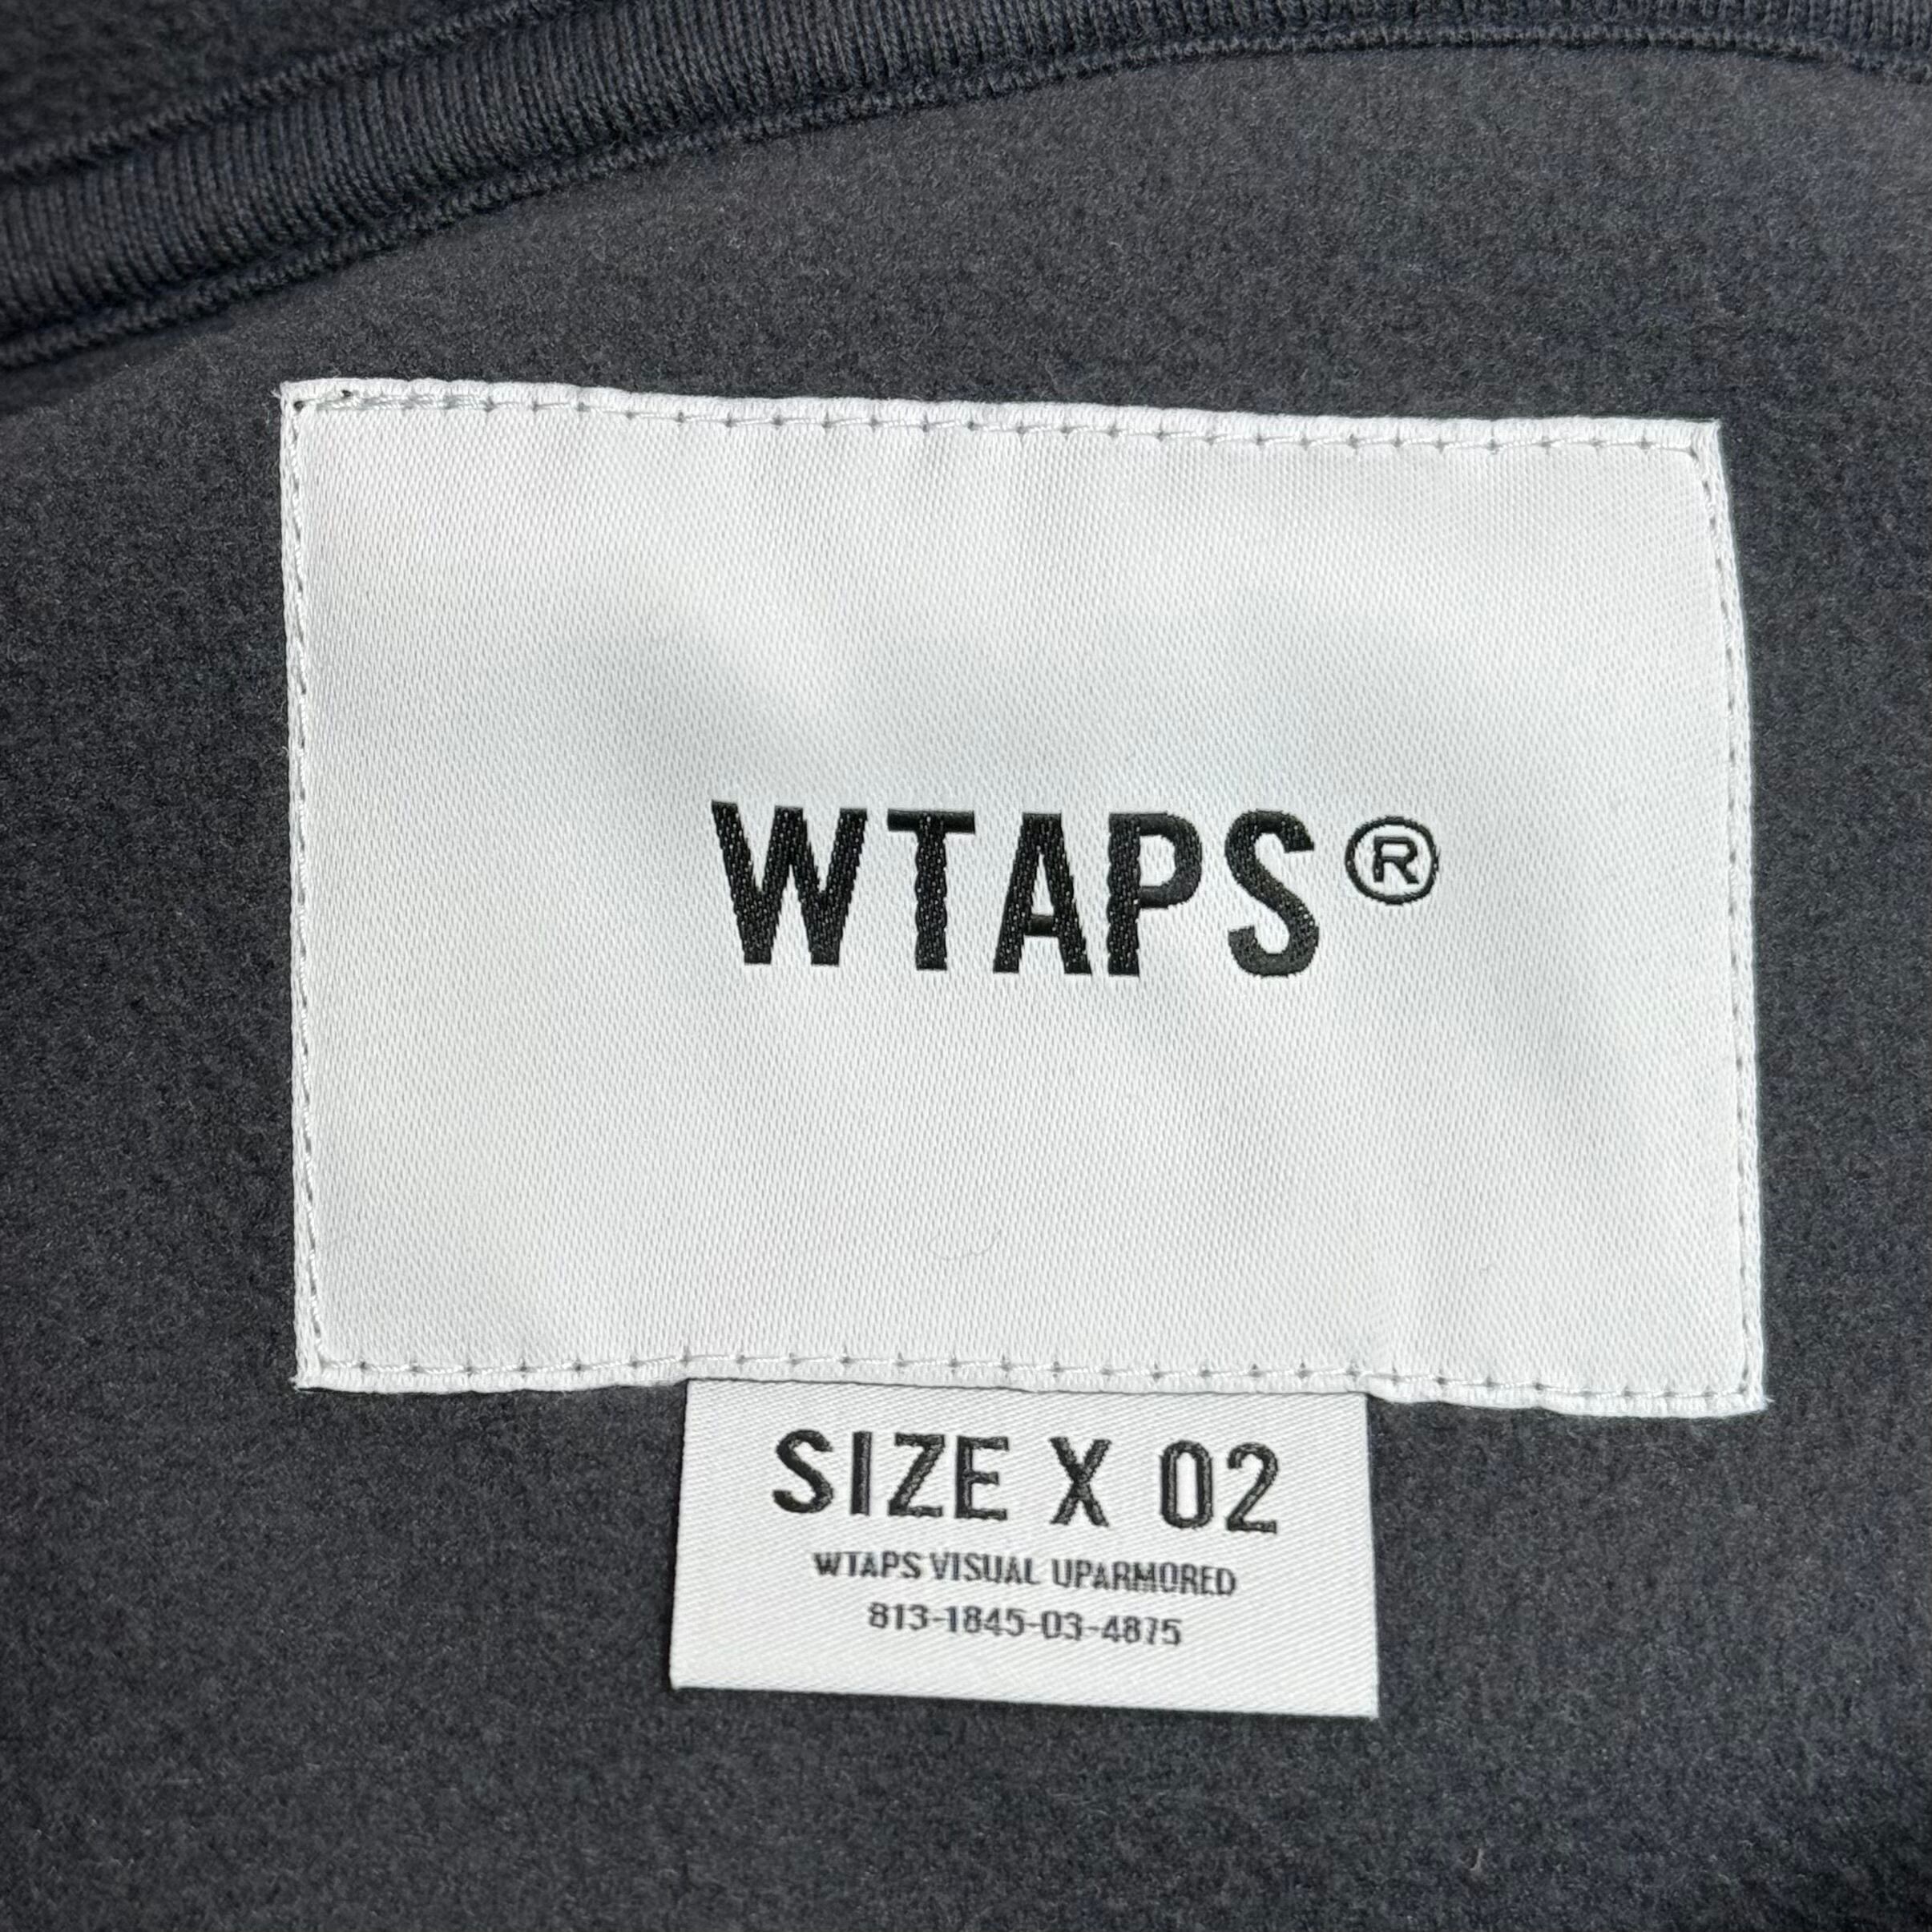 WTAPS®
SIZE X 02
WTAPS VISUAL UPARMORED
813-1845-03-4875